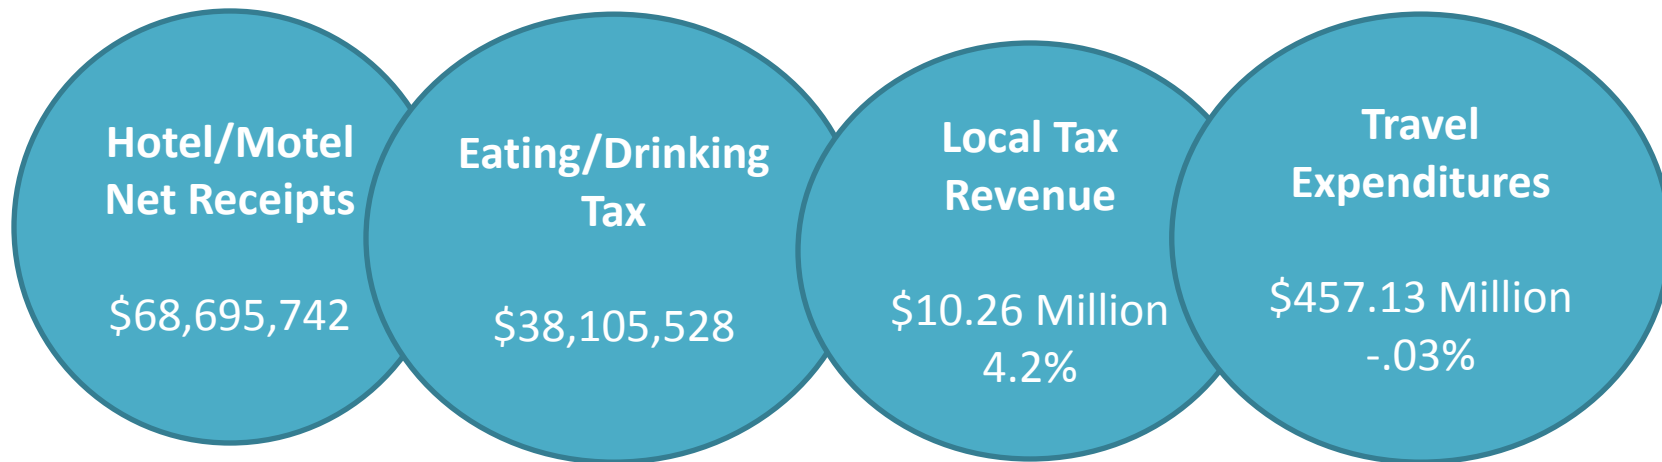 Hotel/Motel
Net Receipts
$68,695,742
Eating/Drinking
Tax
$38,105,528
Local Tax
Revenue
$10.26 Million
4.2%
Travel
Expenditures
$457.13 Million
-.03%